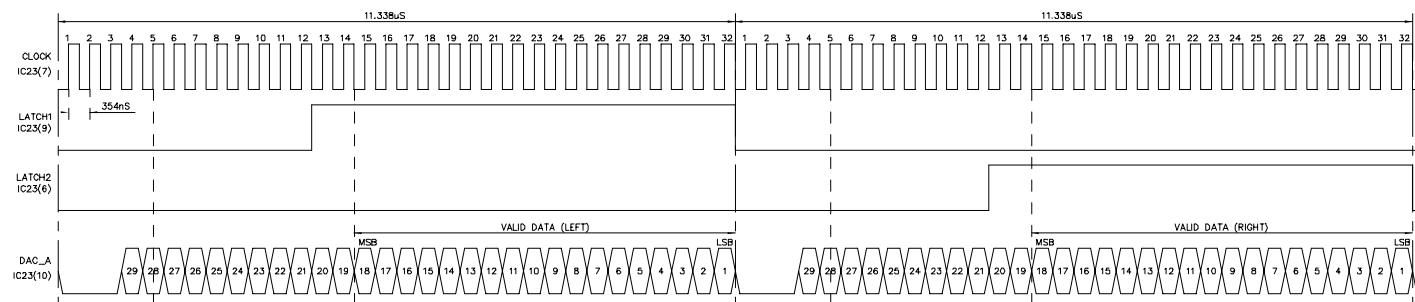 11.338uS 11.338uS
1 2 3 4 5 6 7 8 9 10 11 12 13 14 15 16 17 18 19 20 21 22 23 24 25 26 27 28 29 30 31 32 1 2 3 4 5 6 7 8 9 10 11 12 13 14 15 16 17 18 19 20 21 22 23 24 25 26 27 28 29 30 31 32
CLOCK
IC23(7)
354nS
LATCH1
IC23(9)
LATCH2
IC23(6)
VALID DATA (LEFT) VALID DATA (RIGHT)
MSB LSB MSB LSB
DAC_A
IC23(10)
29 28 27 26 25 24 23 22 21 20 19 18 17 16 15 14 13 12 11 10 9 8 7 6 5 4 3 2 1 29 28 27 26 25 24 23 22 21 20 19 18 17 16 15 14 13 12 11 10 9 8 7 6 5 4 3 2 1